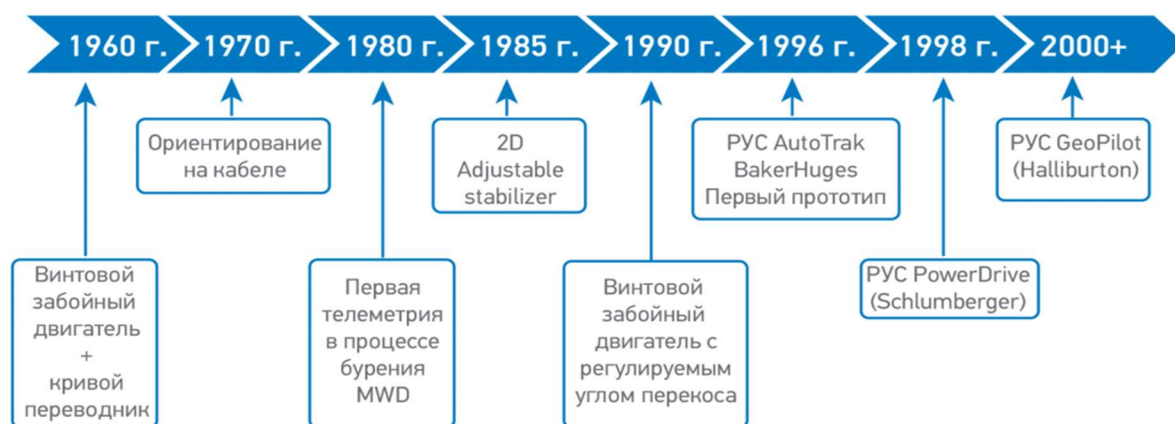 1960 г.
1970 г.
1980 г.
1985 г.
1990 г.
1996 г.
1998 г.
2000+
Ориентирование
на кабеле
2D
Adjustable
stabilizer
РУС AutoTrak
BakerHuges
Первый прототип
РУС GeoPilot
(Halliburton)
Винтовой
забойный
двигатель
+
кривой
переводник
Первая
телеметрия
в процессе
бурения
MWD
Винтовой
забойный
двигатель с
регулируемым
углом перекоса
РУС PowerDrive
(Schlumberger)